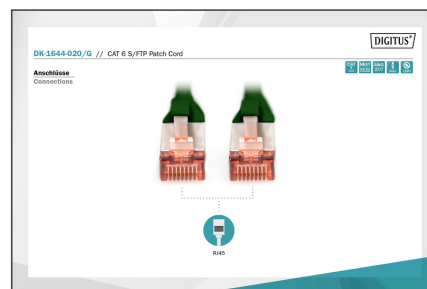 DIGITUS®
DK-1644-020/G // CAT 6 S/FTP Patch Cord
Anschlüsse
Connections
RJ45